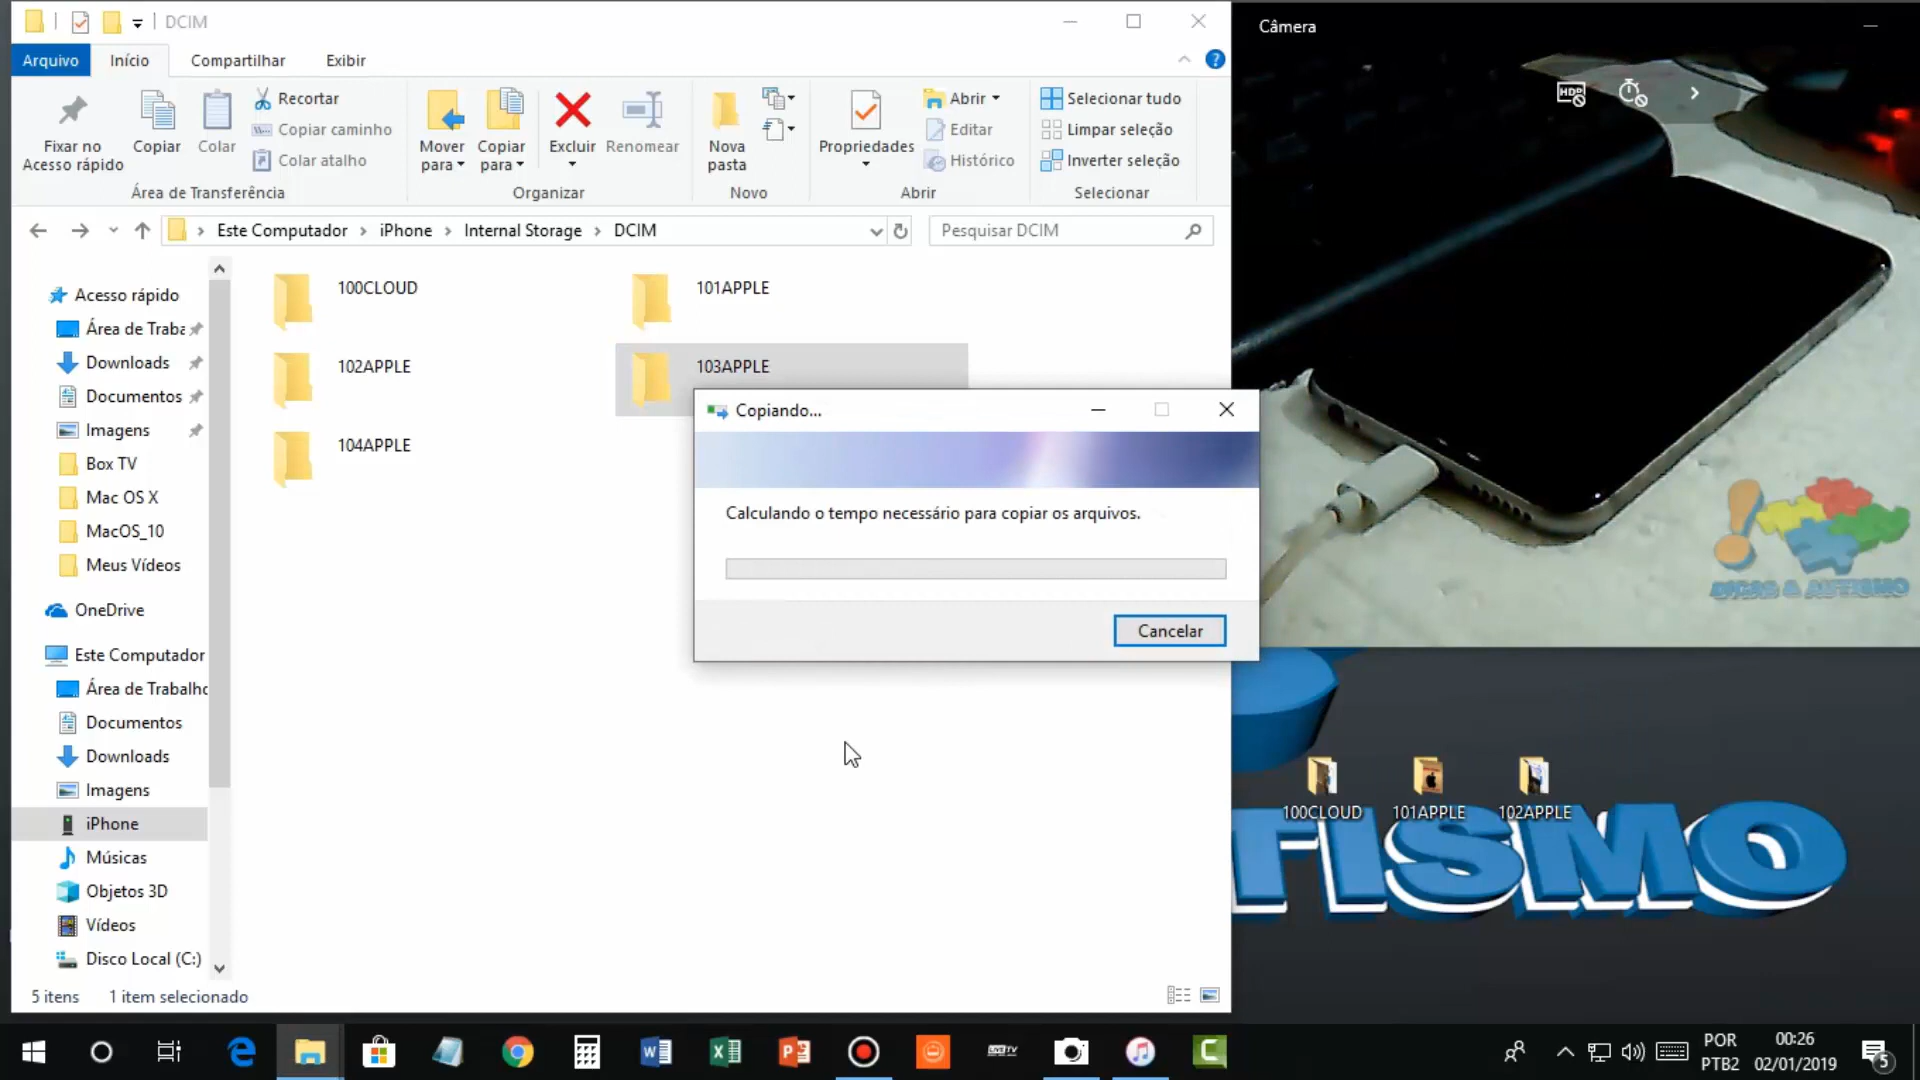 DCIM
Arquivo Início Compartilhar Exibir
Fixar no Acesso rápido
Copiar
Colar
Recortar
Copiar caminho
Colar atalho
Área de Transferência
Mover para
Copiar para
Excluir
Renomear
Organizar
Nova pasta
Novo
Propriedades
Abrir
Editar
Histórico
Abrir
Selecionar tudo
Limpar seleção
Inverter seleção
Selecionar
Este Computador > iPhone > Internal Storage > DCIM
Pesquisar DCIM
Acesso rápido
Área de Traba
Downloads
Documentos
Imagens
Box TV
Mac OS X
MacOS_10
Meus Vídeos
OneDrive
Este Computador
Área de Trabalho
Documentos
Downloads
Imagens
iPhone
Músicas
Objetos 3D
Vídeos
Disco Local (C:)
100CLOUD
101APPLE
102APPLE
103APPLE
104APPLE
Copiando...
Calculando o tempo necessário para copiar os arquivos.
Cancelar
5 itens 1 item selecionado
Câmera
HDR
DICAS & AUTISMO
100CLOUD 101APPLE 102APPLE
TISMO
POR
PTB2
00:26
02/01/2019
5